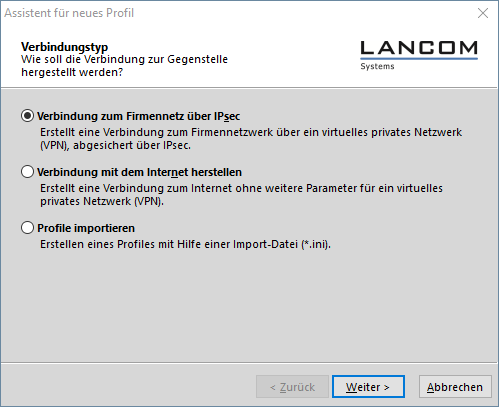 Assistent für neues Profil
Verbindungstyp
Wie soll die Verbindung zur Gegenstelle
hergestellt werden?
LANCOM
Systems
Verbindung zum Firmennetz über IPsec
Erstellt eine Verbindung zum Firmennetzwerk über ein virtuelles privates Netzwerk
(VPN), abgesichert über IPsec.
Verbindung mit dem Internet herstellen
Erstellt eine Verbindung zum Internet ohne weitere Parameter für ein virtuelles
privates Netzwerk (VPN).
Profile importieren
Erstellen eines Profiles mit Hilfe einer Import-Datei (*.ini).
< Zurück
Weiter >
Abbrechen